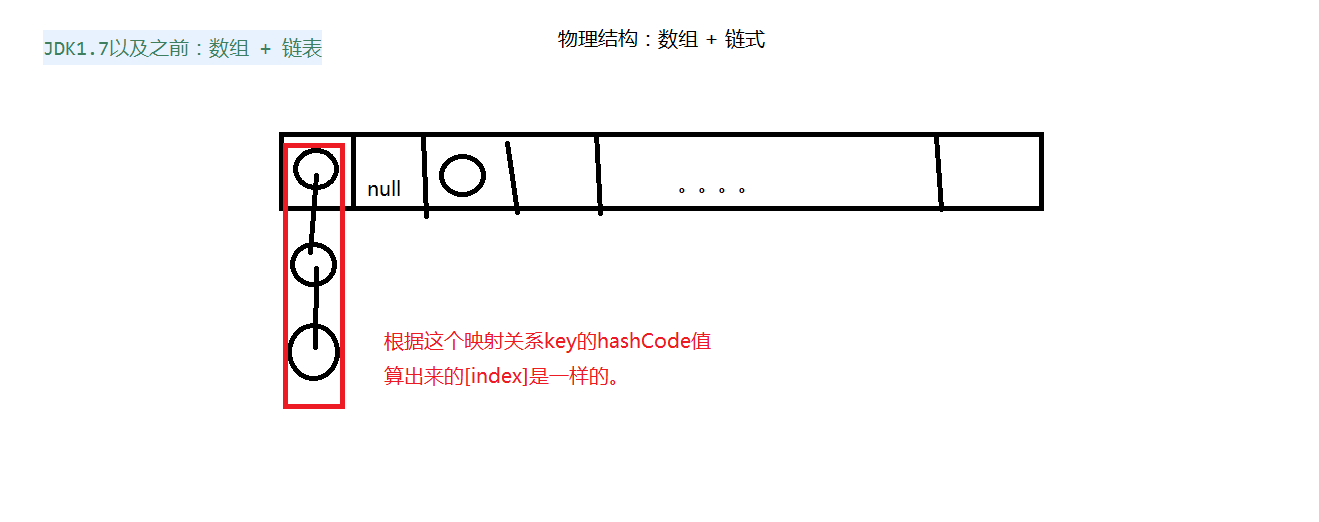 JDK1.7以及之前：数组 + 链表
物理结构：数组 + 链式
null
。。。。
根据这个映射关系key的hashCode值
算出来的[index]是一样的。